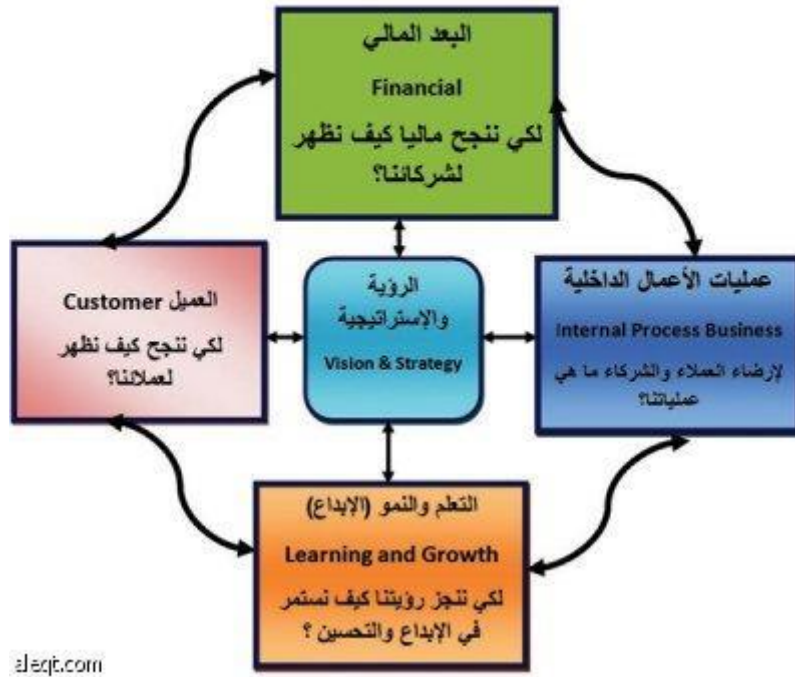 البعد المالي
Financial
لكي ننجح ماليا كيف نظهر
لشركائنا؟
عمليات الأعمال الداخلية
Internal Process Business
لإرضاء العملاء والشركاء ما هي
عملياتنا؟
الرؤية
والإستراتيجية
Vision & Strategy
العميل Customer
لكي ننجح كيف نظهر
لعملائنا؟
التعلم والنمو (الإبداع)
Learning and Growth
لكي ننجز رؤيتنا كيف نستمر
في الإبداع والتحسين ؟
aleqt.com